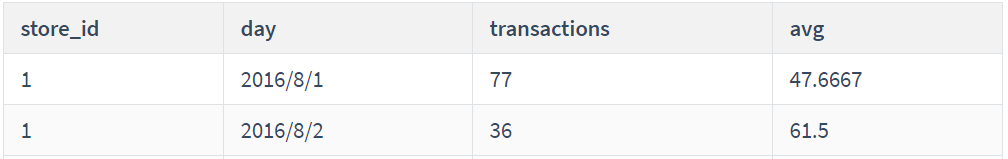 store_id day transactions avg
1 2016/8/1 77 47.6667
1 2016/8/2 36 61.5